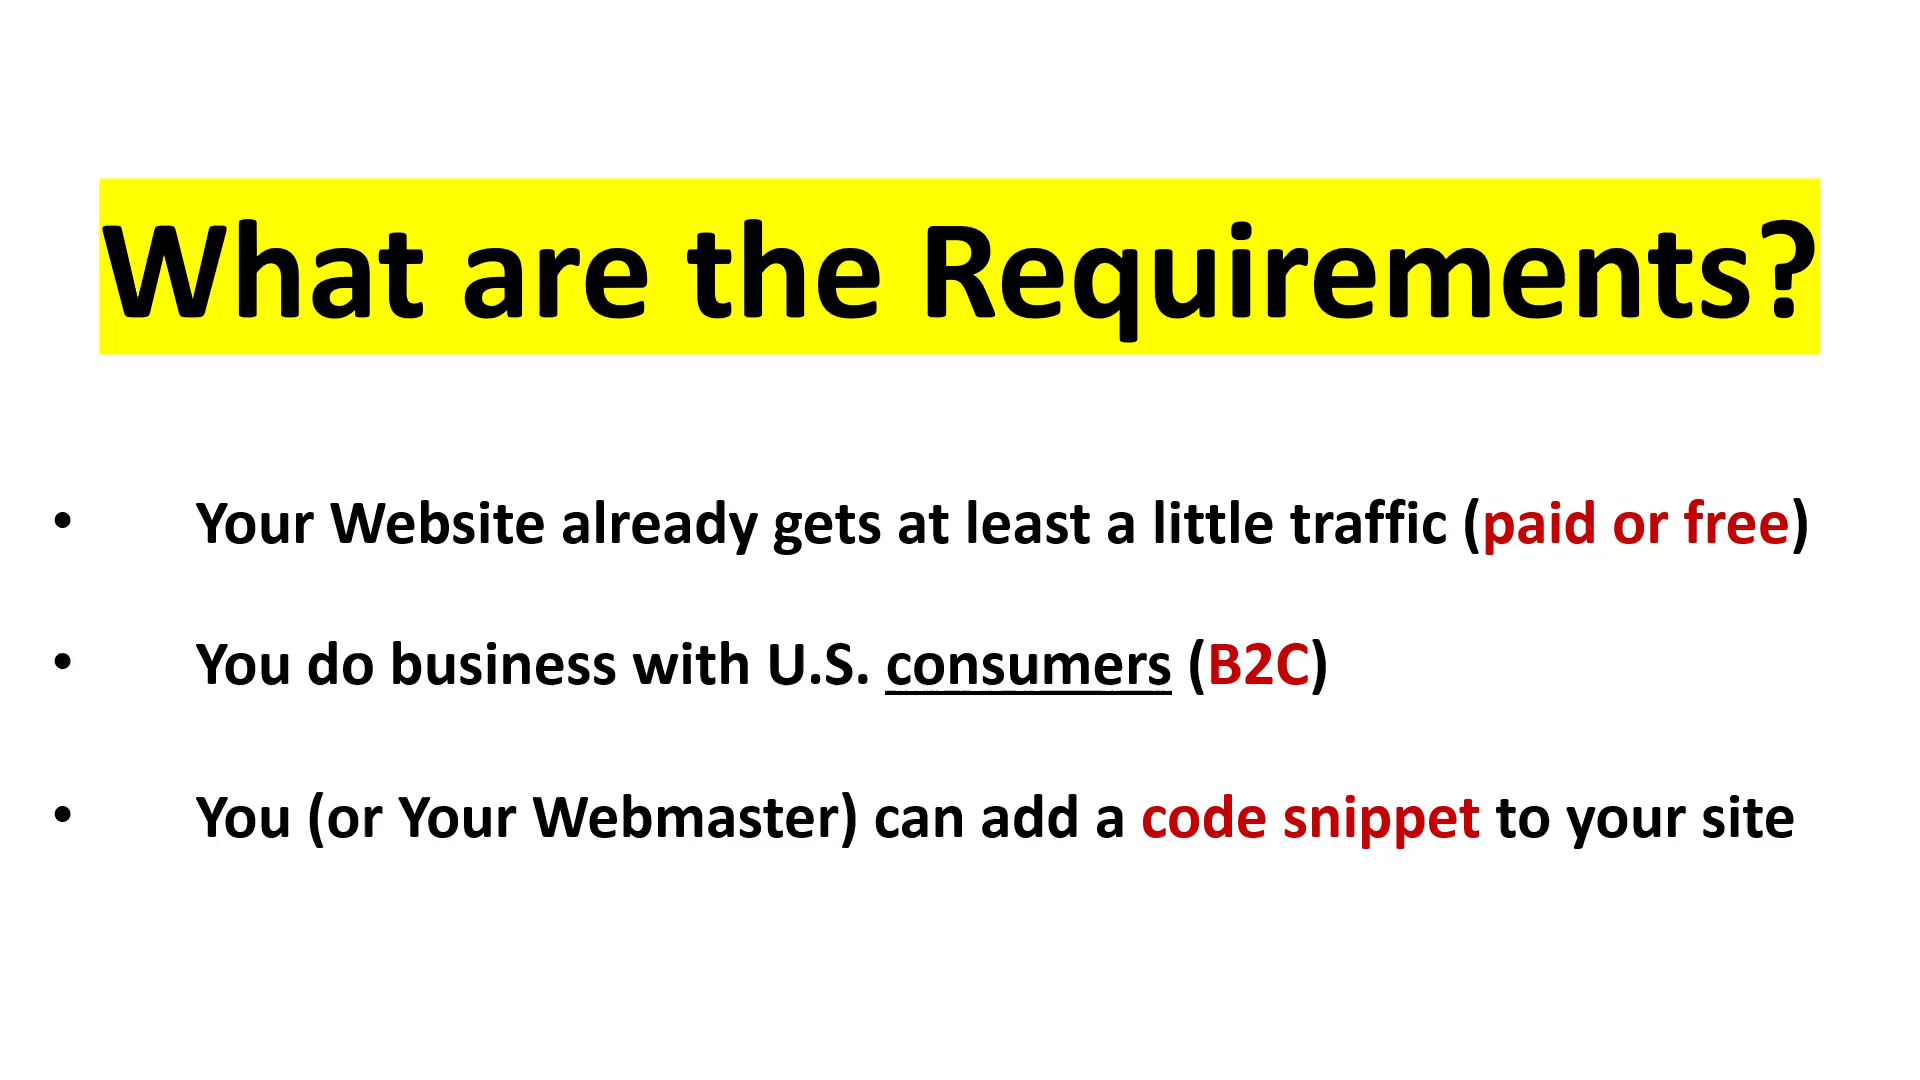 What are the Requirements?
• Your Website already gets at least a little traffic (paid or free)
• You do business with U.S. consumers (B2C)
• You (or Your Webmaster) can add a code snippet to your site